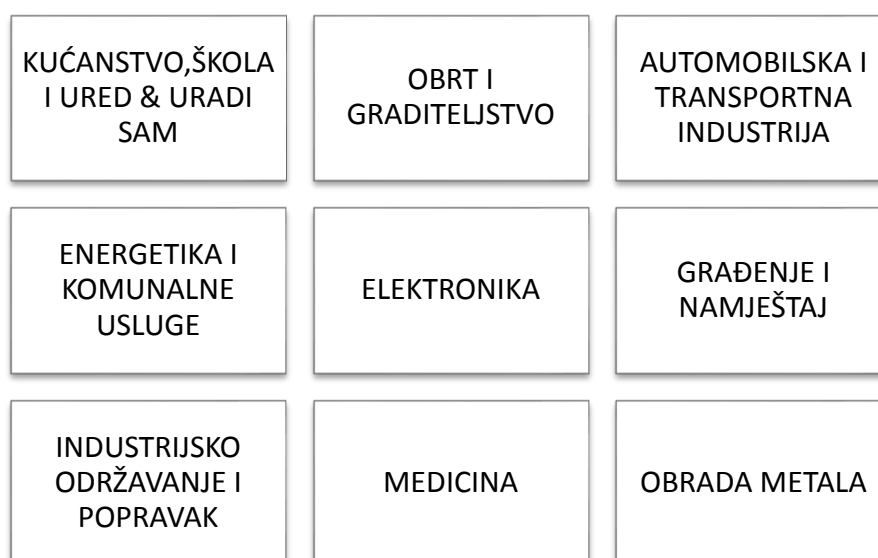 KUĆANSTVO,ŠKOLA
I URED & URADI
SAM
OBRT I
GRADITELJSTVO
AUTOMOBILSKA I
TRANSPORTNA
INDUSTRIJA
ENERGETIKA I
KOMUNALNE
USLUGE
ELEKTRONIKA
GRAĐENJE I
NAMJEŠTAJ
INDUSTRIJSKO
ODRŽAVANJE I
POPRAVAK
MEDICINA
OBRADA METALA